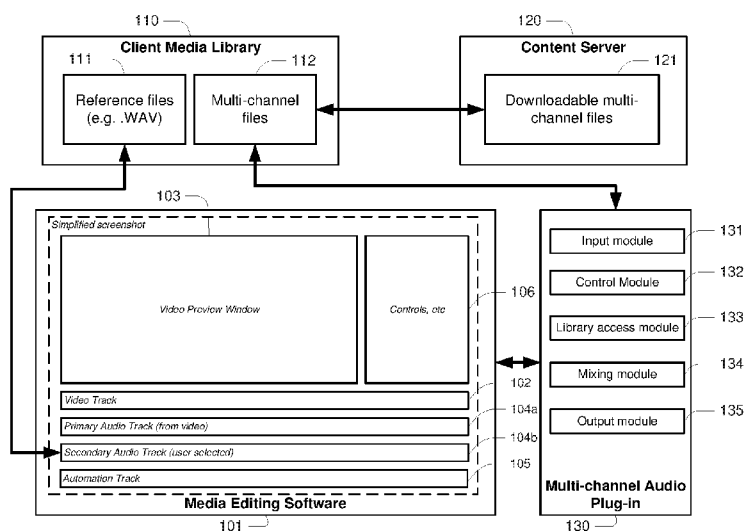 110
120
Client Media Library
Content Server
111
112
121
Reference files
(e.g. .WAV)
Multi-channel
files
Downloadable multi-
channel files
103
Simplified screenshot
Video Preview Window
Controls, etc
106
Video Track
102
Primary Audio Track (from video)
104a
Secondary Audio Track (user selected)
104b
Automation Track
105
Media Editing Software
101
Input module
131
Control Module
132
Library access module
133
Mixing module
134
Output module
135
Multi-channel Audio
Plug-in
130